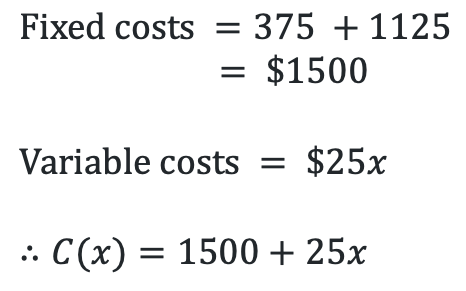 Fixed costs = 375 + 1125
= $1500
Variable costs = $25x
∴ C(x) = 1500 + 25x